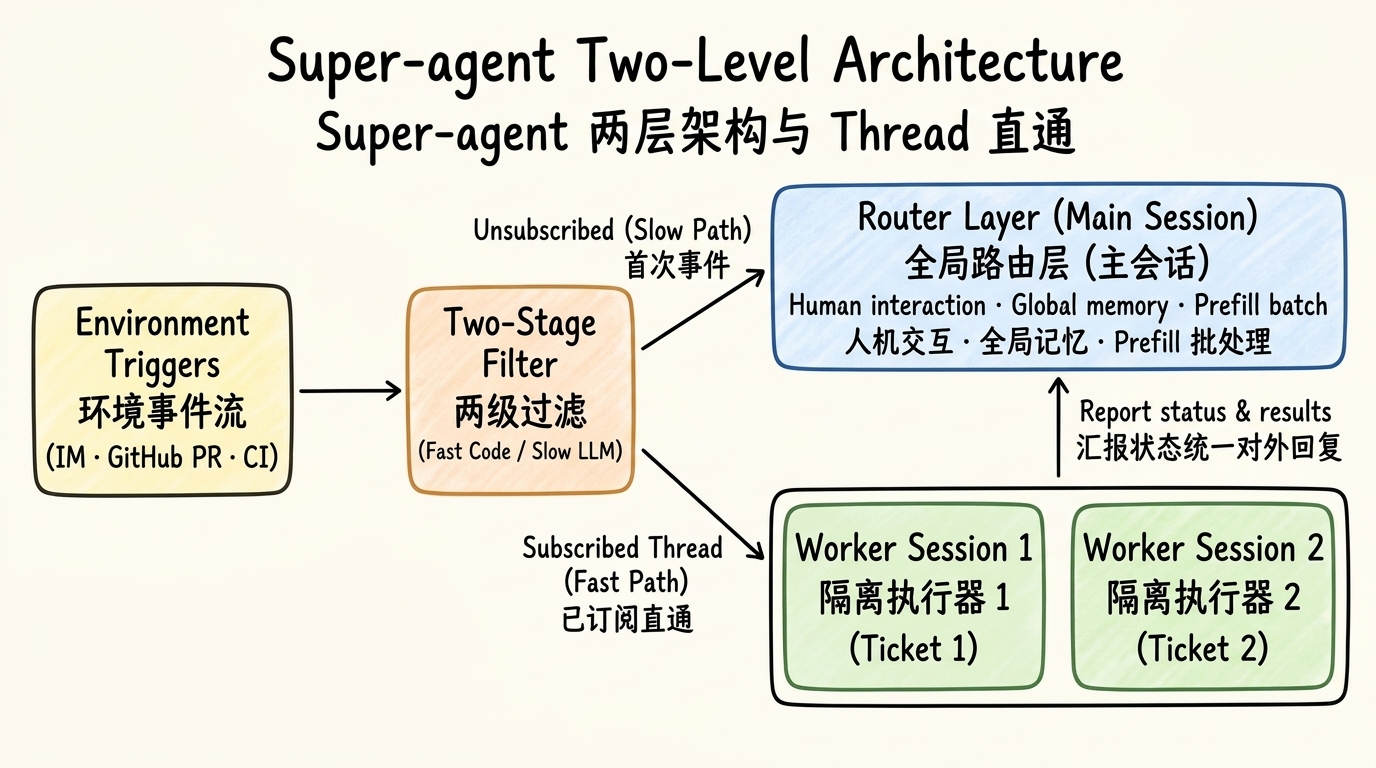 Super-agent Two-Level Architecture
Super-agent 两层架构与 Thread 直通
Environment
Triggers
环境事件流
(IM · GitHub PR · CI)
Two-Stage
Filter
两级过滤
(Fast Code / Slow LLM)
Unsubscribed (Slow Path)
首次事件
Router Layer (Main Session)
全局路由层 (主会话)
Human interaction · Global memory · Prefill batch
人机交互 · 全局记忆 · Prefill 批处理
Report status & results
汇报状态统一对外回复
Subscribed Thread
(Fast Path)
已订阅直通
Worker Session 1
隔离执行器 1
(Ticket 1)
Worker Session 2
隔离执行器 2
(Ticket 2)